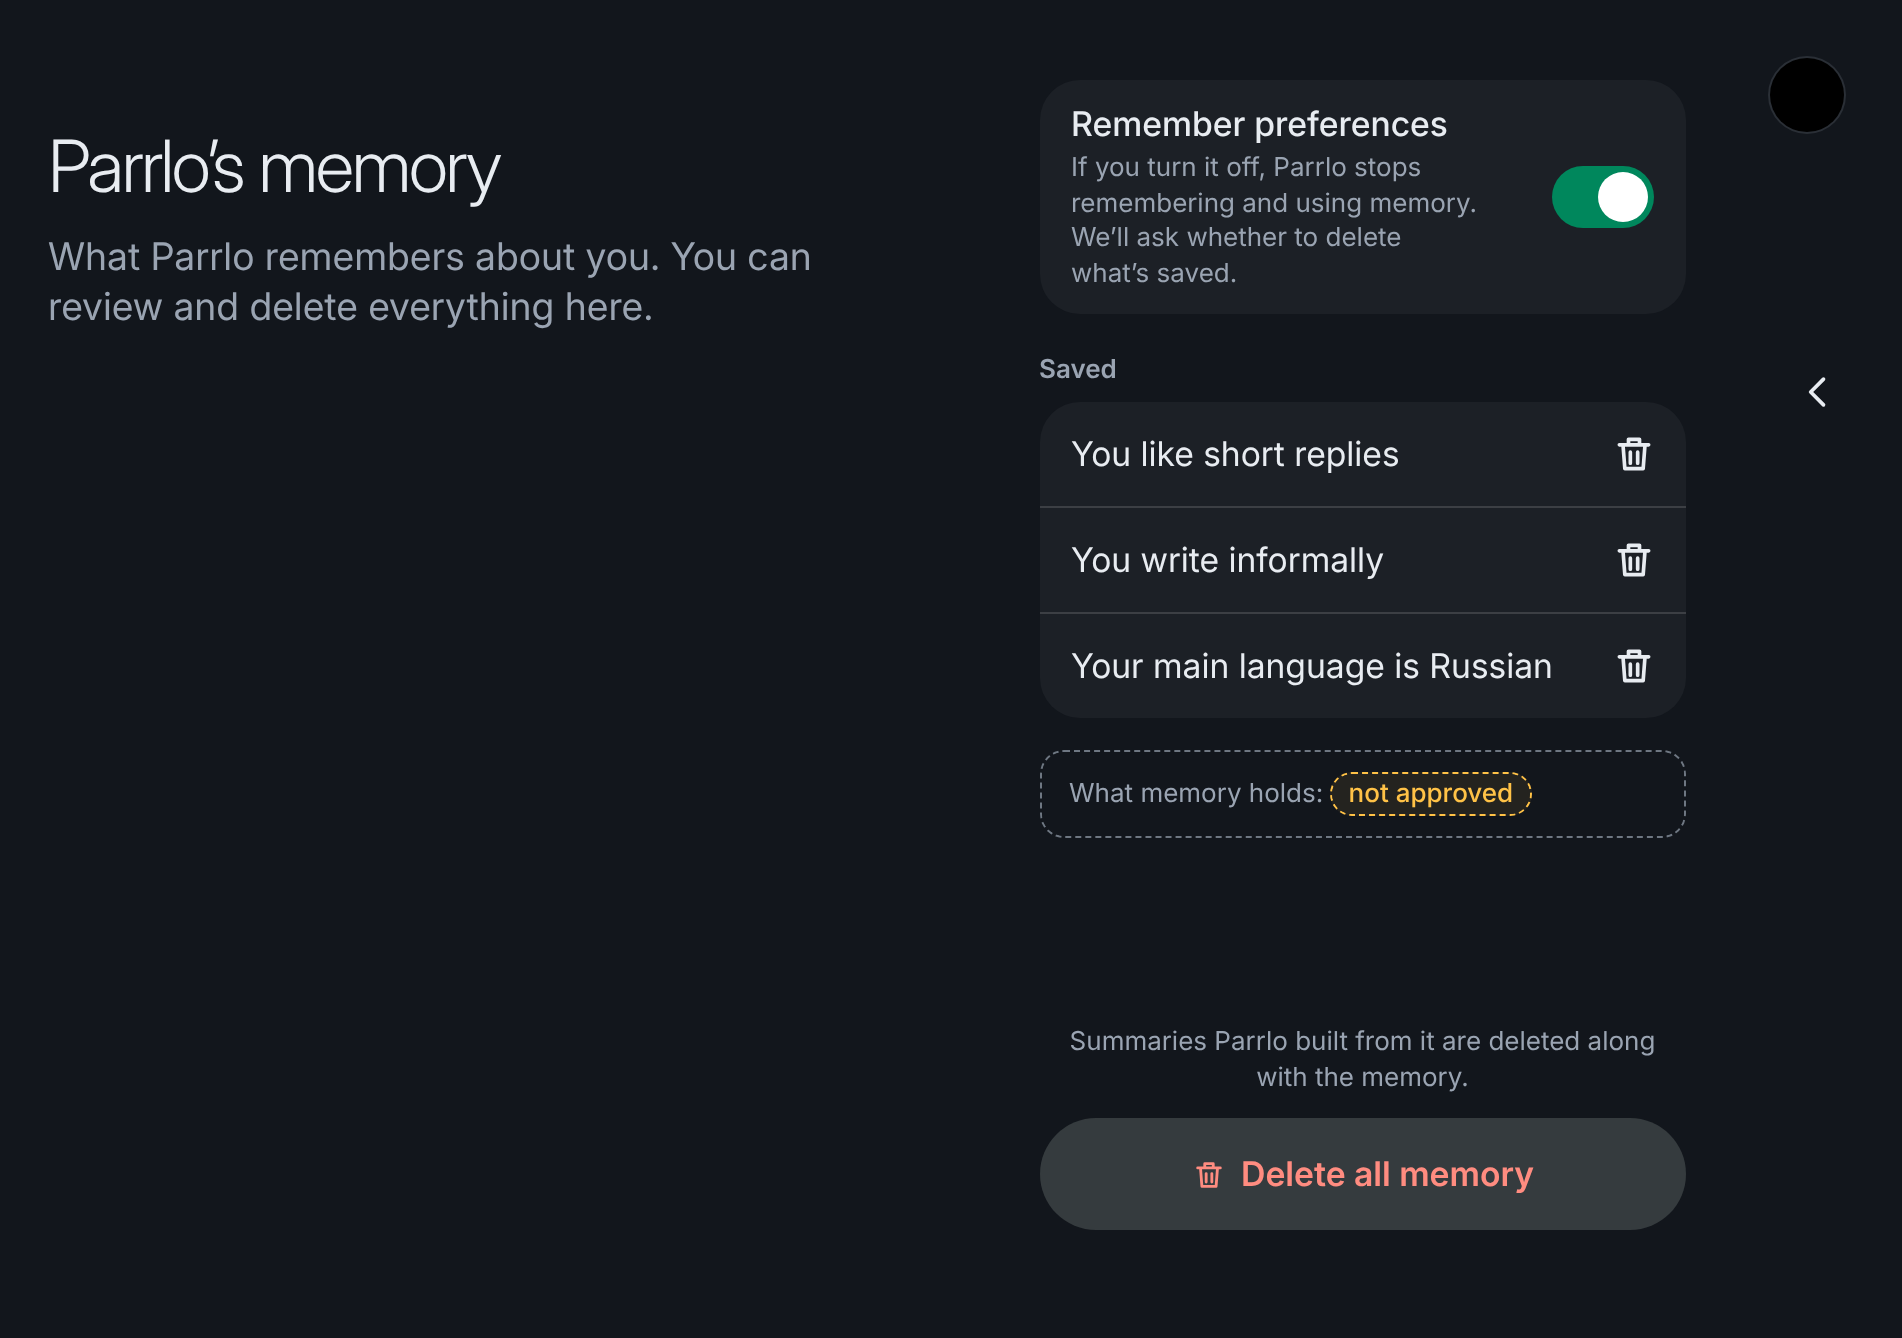 Parrlo’s memory
What Parrlo remembers about you. You can
review and delete everything here.
Remember preferences
If you turn it off, Parrlo stops
remembering and using memory.
We’ll ask whether to delete
what’s saved.
Saved
You like short replies
You write informally
Your main language is Russian
What memory holds: not approved
Summaries Parrlo built from it are deleted along
with the memory.
Delete all memory